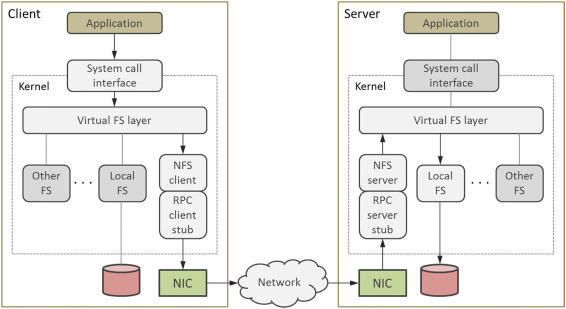 Client
Application
System call
interface
Kernel
Virtual FS layer
Other
FS
. . .
Local
FS
NFS
client
RPC
client
stub
NIC
Network
Server
Application
System call
interface
Kernel
Virtual FS layer
NFS
server
RPC
server
stub
Local
FS
. . .
Other
FS
NIC